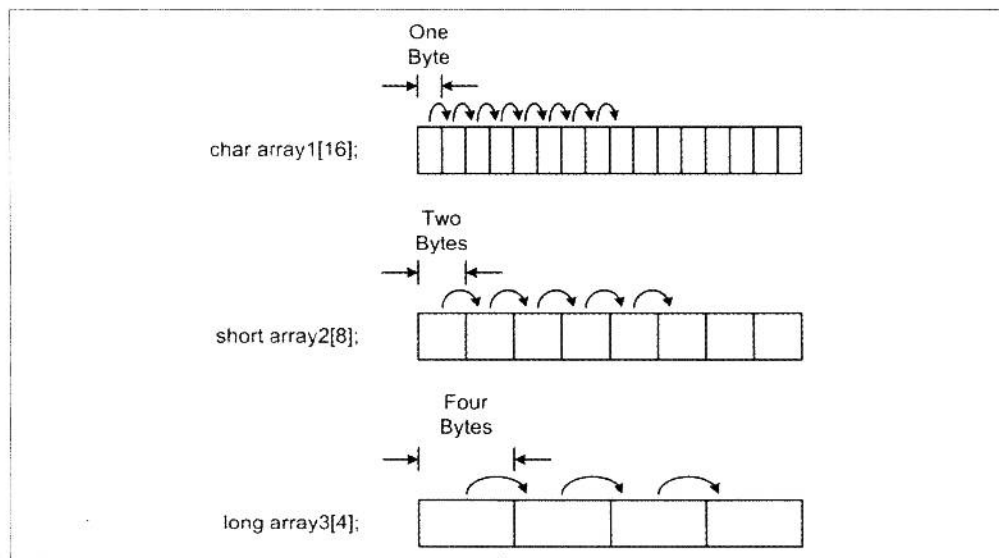 One
Byte
char array1[16];
Two
Bytes
short array2[8];
Four
Bytes
long array3[4];